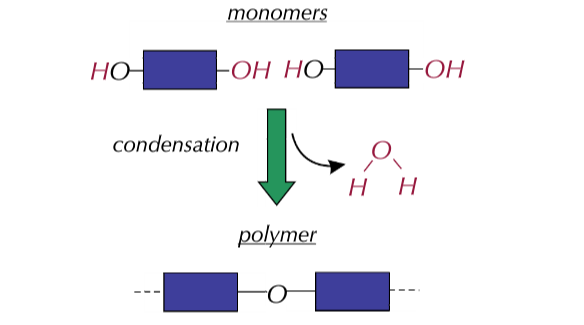 monomers
HO OH HO OH
condensation
O
H H
polymer
O